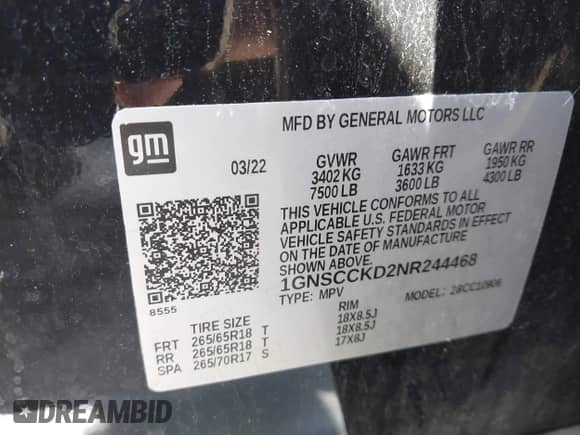 MFD BY GENERAL MOTORS LLC
gm
03/22
GVWR GAWR FRT GAWR RR
3402 KG 1633 KG 1950 KG
7500 LB 3600 LB 4300 LB
THIS VEHICLE CONFORMS TO ALL
APPLICABLE U.S. FEDERAL MOTOR
VEHICLE SAFETY STANDARDS IN EFFECT
ON THE DATE OF MANUFACTURE
SHOWN ABOVE.
1GNSCCKD2NR244468
TYPE: MPV MODEL:
8555
TIRE SIZE RIM
FRT 265/65R18 T 18X8.5J
RR 265/65R18 T 18X8.5J
SPA 265/70R17 S 17X8J
DREAMBID